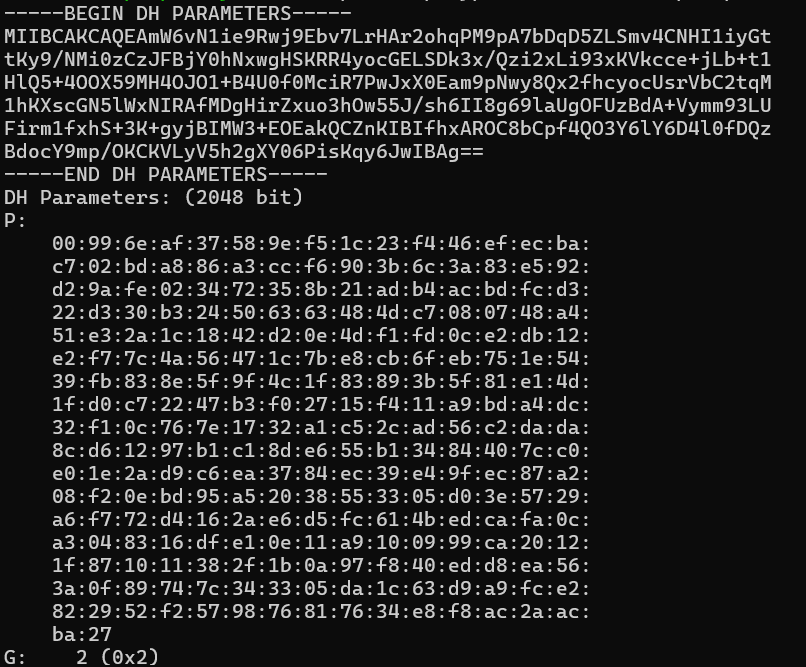 -----BEGIN DH PARAMETERS-----
MIIBCAKCAQEAmW6vN1ie9Rwj9Ebv7LrHAr2ohqPM9pA7bDqD5ZLSmv4CNHI1iyGt
tKy9/NMi0zCzJFBjY0hNxwgHSKRR4yocGELSDk3x/Qzi2xLi93xKVkcce+jLb+t1
HlQ5+4OOX59MH4OJO1+B4U0f0MciR7PwJxX0Eam9pNwy8Qx2fhcyocUsrVbC2tqM
1hKXscGN5lWxNIRAfMDgHirZxuo3hOw55J/sh6II8g69laUgOFUzBdA+Vymm93LU
Firm1fxhS+3K+gyjBIMW3+EOEakQCZnKIBIfhxAROC8bCpf4QO3Y6lY6D4l0fDQz
BdocY9mp/OKCKVLyV5h2gXY06PisKqy6JwIBAg==
-----END DH PARAMETERS-----
DH Parameters: (2048 bit)
P:
00:99:6e:af:37:58:9e:f5:1c:23:f4:46:ef:ec:ba:
c7:02:bd:a8:86:a3:cc:f6:90:3b:6c:3a:83:e5:92:
d2:9a:fe:02:34:72:35:8b:21:ad:b4:ac:bd:fc:d3:
22:d3:30:b3:24:50:63:63:48:4d:c7:08:07:48:a4:
51:e3:2a:1c:18:42:d2:0e:4d:f1:fd:0c:e2:db:12:
e2:f7:7c:4a:56:47:1c:7b:e8:cb:6f:eb:75:1e:54:
39:fb:83:8e:5f:9f:4c:1f:83:89:3b:5f:81:e1:4d:
1f:d0:c7:22:47:b3:f0:27:15:f4:11:a9:bd:a4:dc:
32:f1:0c:76:7e:17:32:a1:c5:2c:ad:56:c2:da:da:
8c:d6:12:97:b1:c1:8d:e6:55:b1:34:84:40:7c:c0:
e0:1e:2a:d9:c6:ea:37:84:ec:39:e4:9f:ec:87:a2:
08:f2:0e:bd:95:a5:20:38:55:33:05:d0:3e:57:29:
a6:f7:72:d4:16:2a:e6:d5:fc:61:4b:ed:ca:fa:0c:
a3:04:83:16:df:e1:0e:11:a9:10:09:99:ca:20:12:
1f:87:10:11:38:2f:1b:0a:97:f8:40:ed:d8:ea:56:
3a:0f:89:74:7c:34:33:05:da:1c:63:d9:a9:fc:e2:
82:29:52:f2:57:98:76:81:76:34:e8:f8:ac:2a:ac:
ba:27
G: 2 (0x2)